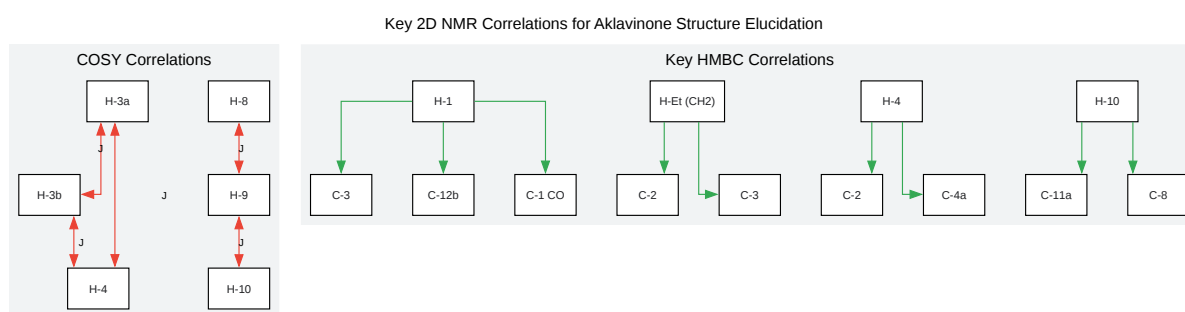 Key 2D NMR Correlations for Aklavinone Structure Elucidation
COSY Correlations
H-3a
H-8
J
J
H-3b
J
H-9
J
J
H-4
H-10
Key HMBC Correlations
H-1
H-Et (CH2)
H-4
H-10
C-3
C-12b
C-1 CO
C-2
C-3
C-2
C-4a
C-11a
C-8